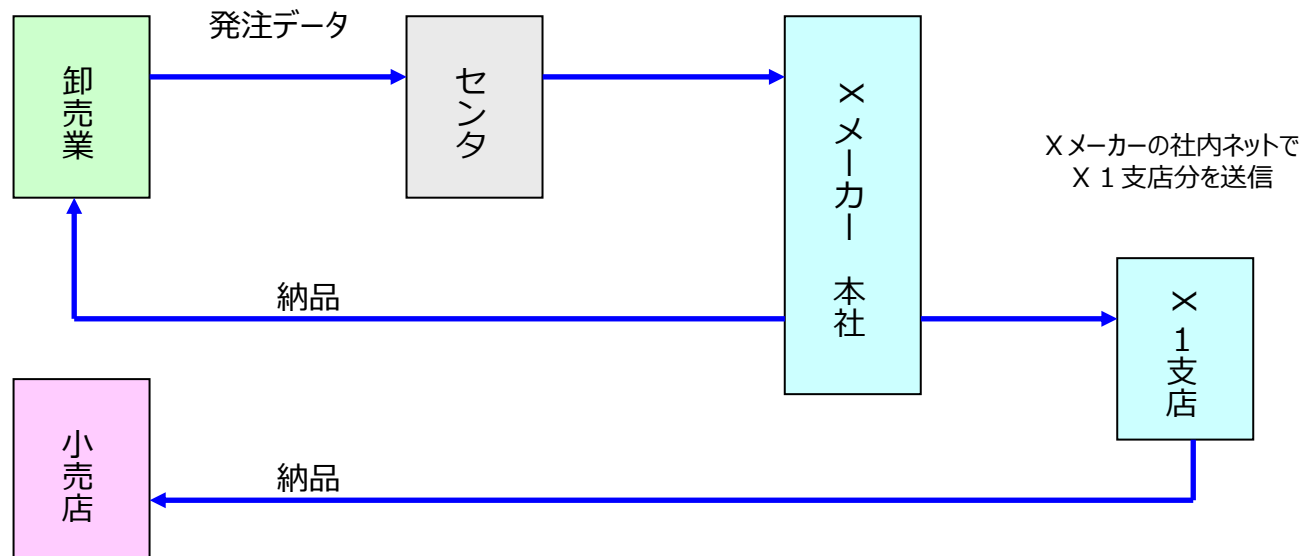 発注データ
卸売業
センタ
Xメーカー 本社
Xメーカーの社内ネットで
X1支店分を送信
納品
X1支店
小売店
納品